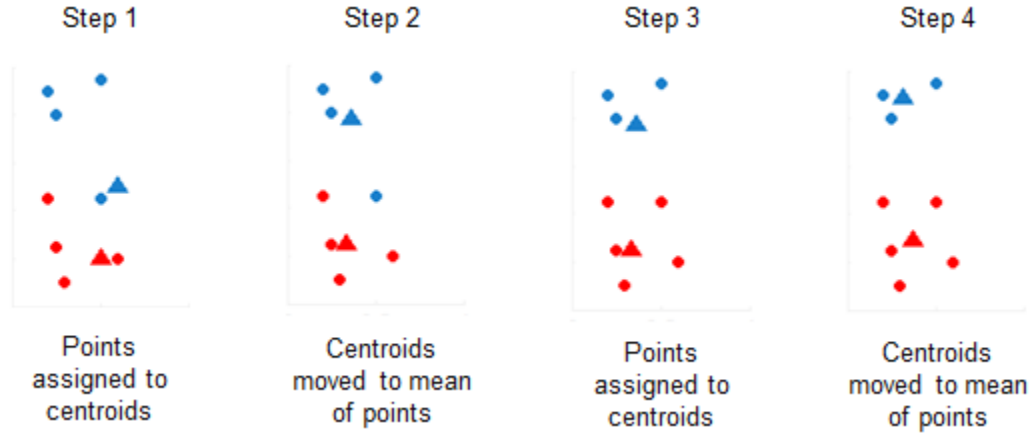 Step 1
Step 2
Step 3
Step 4
Points
assigned to
centroids
Centroids
moved to mean
of points
Points
assigned to
centroids
Centroids
moved to mean
of points